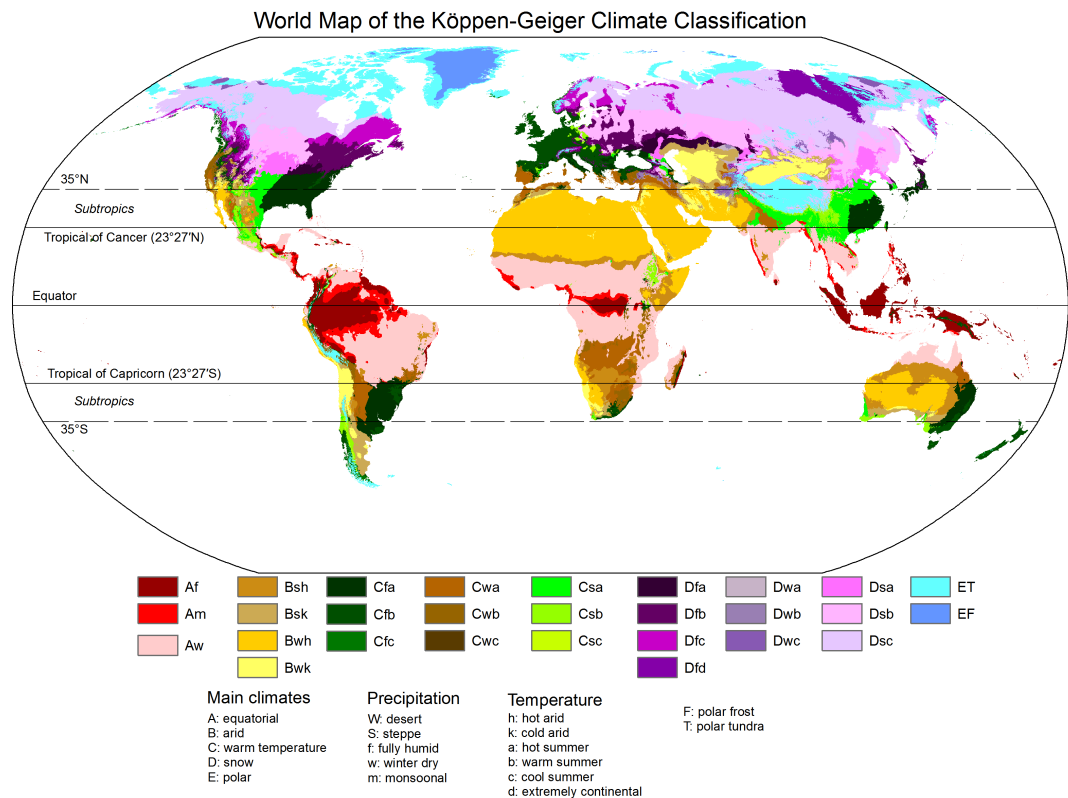 World Map of the Köppen-Geiger Climate Classification
35°N
Subtropics
Tropical of Cancer (23°27'N)
Equator
Tropical of Capricorn (23°27'S)
Subtropics
35°S
Af Bsh Cfa Cwa Csa Dfa Dwa Dsa ET
Am Bsk Cfb Cwb Csb Dfb Dwb Dsb EF
Aw Bwh Cfc Cwc Csc Dfc Dwc Dsc
Bwk Dfd
Main climates
A: equatorial
B: arid
C: warm temperature
D: snow
E: polar
Precipitation
W: desert
S: steppe
f: fully humid
w: winter dry
m: monsoonal
Temperature
h: hot arid
k: cold arid
a: hot summer
b: warm summer
c: cool summer
d: extremely continental
F: polar frost
T: polar tundra